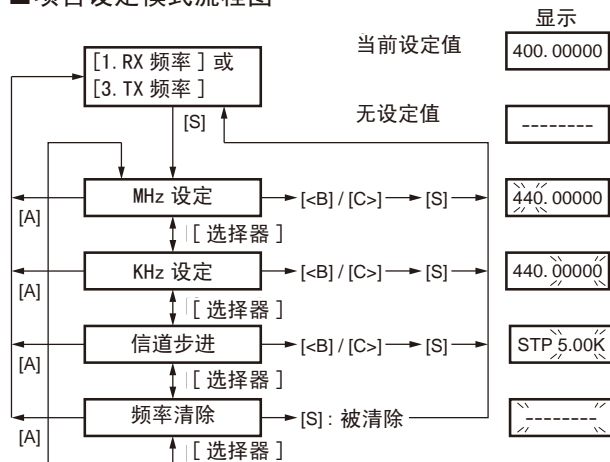 ■项目设定模式流程图
显示
[1. RX 频率 ] 或
[3. TX 频率 ]
当前设定值
400. 00000
[S]
无设定值
--------
MHz 设定
[<B] / [C>]
[S]
440. 00000
[A]
[ 选择器 ]
KHz 设定
[<B] / [C>]
[S]
440. 00000
[A]
[ 选择器 ]
信道步进
[<B] / [C>]
[S]
STP 5.00K
[A]
[ 选择器 ]
频率清除
[S] : 被清除
--------
[A]
[ 选择器 ]